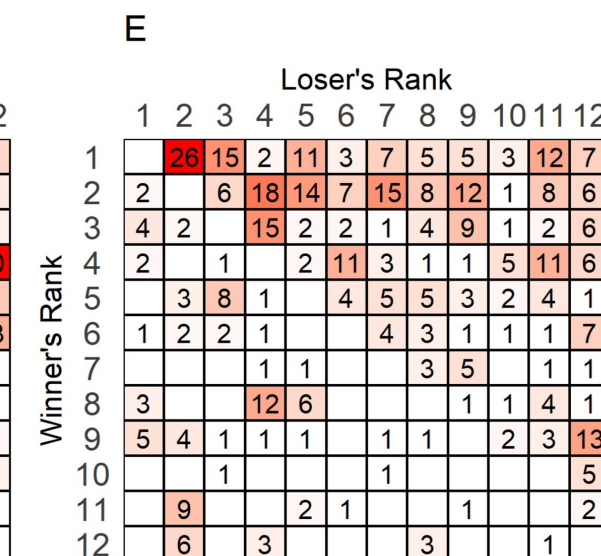 E
Loser's Rank
2 1 2 3 4 5 6 7 8 9 10 11 12
1 26 15 2 11 3 7 5 5 3 12 7
2 2 6 18 14 7 15 8 12 1 8 6
3 4 2 15 2 2 1 4 9 1 2 6
4 2 1 2 11 3 1 1 5 11 6
5 3 8 1 4 5 5 3 2 4 1
6 1 2 2 1 4 3 1 1 1 7
7 1 1 3 5 1 1
8 3 12 6 1 1 4 1
9 5 4 1 1 1 1 1 2 3 13
10 1 1 5
11 9 2 1 1 2
12 6 3 3 1
Winner's Rank